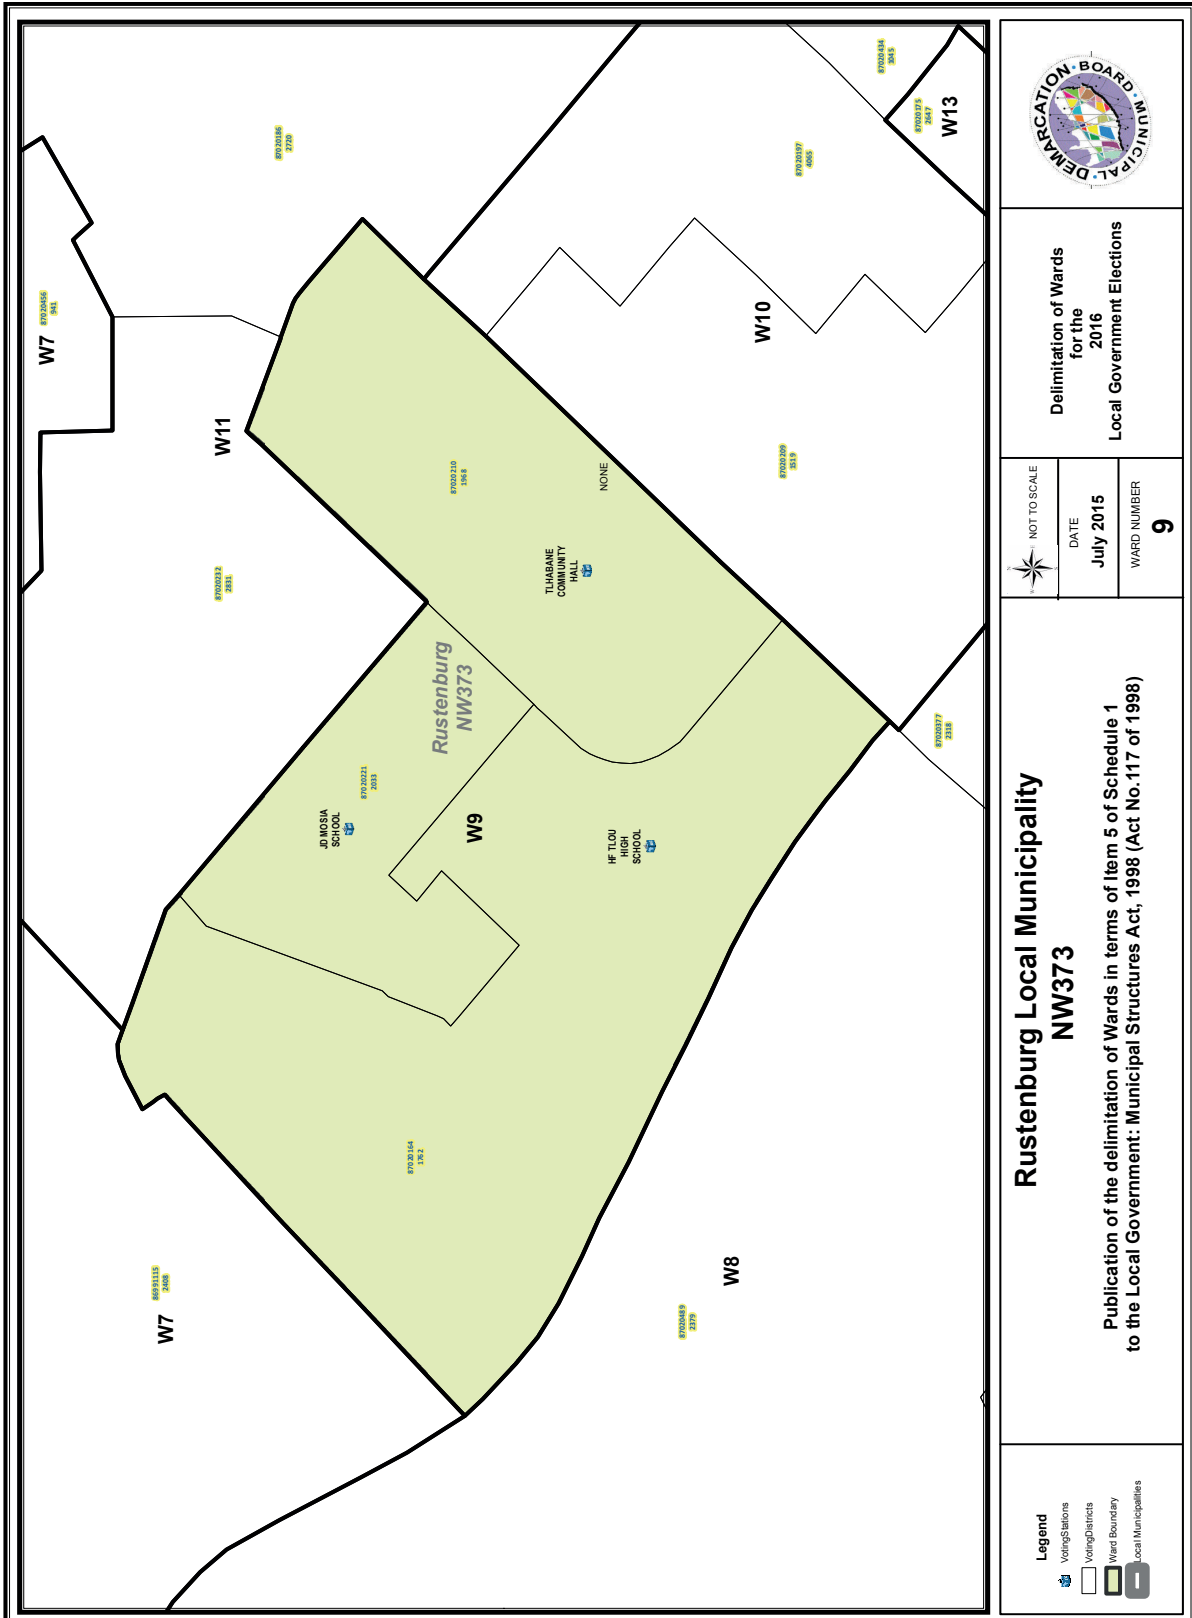 W7
87020456
941
87020186
2720
W11
87020232
2831
87020434
1045
87020175
2647
W13
87020197
4065
W10
87020209
1519
87020210
1968
NONE
TLHABANE
COMMUNITY
HALL
Rustenburg
NW373
87020221
2033
JD MOSIA
SCHOOL
W9
HF TLOU
HIGH
SCHOOL
87020377
2318
87020164
1762
86991115
2408
W7
W8
87020489
2379
Legend
VotingStations
VotingDistricts
Ward Boundary
Local Municipalities
Rustenburg Local Municipality
NW373
Publication of the delimitation of Wards in terms of Item 5 of Schedule 1
to the Local Government: Municipal Structures Act, 1998 (Act No.117 of 1998)
N
W
E
S
NOT TO SCALE
DATE
July 2015
WARD NUMBER
9
Delimitation of Wards
for the
2016
Local Government Elections
MUNICIPAL · DEMARCATION · BOARD ·